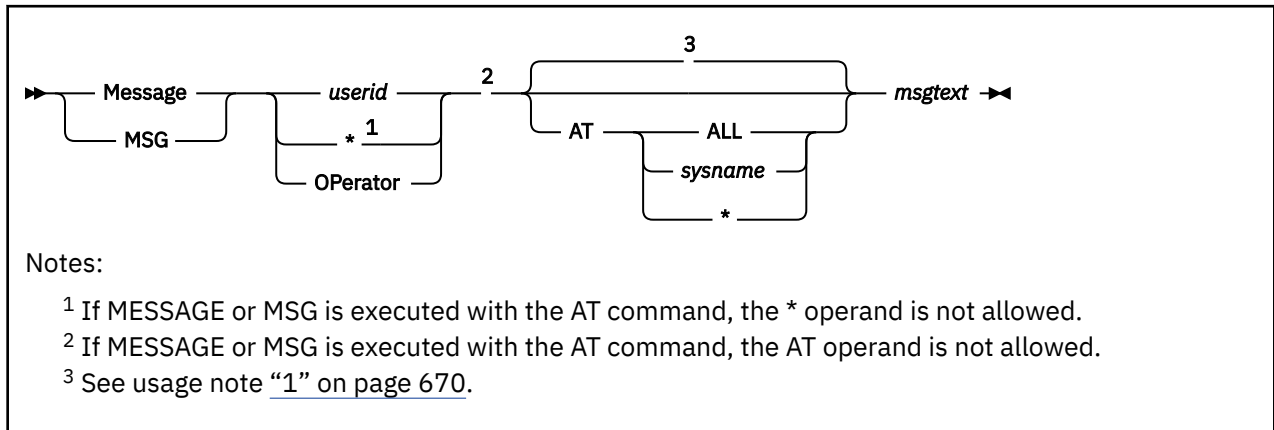 3
Message userid 2 msgtext
MSG * 1 AT ALL
OPerator sysname
*
Notes:
1 If MESSAGE or MSG is executed with the AT command, the * operand is not allowed.
2 If MESSAGE or MSG is executed with the AT command, the AT operand is not allowed.
3 See usage note “1” on page 670.